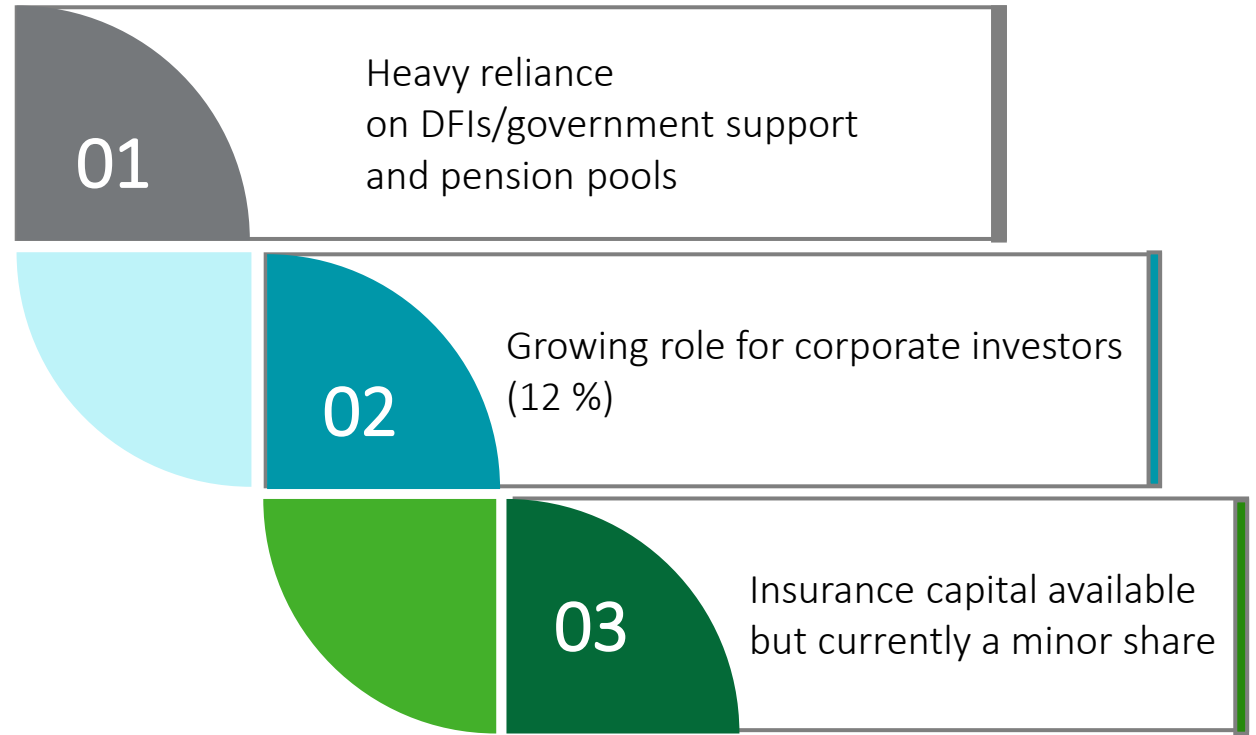 01
Heavy reliance
on DFIs/government support
and pension pools
02
Growing role for corporate investors
(12 %)
03
Insurance capital available
but currently a minor share